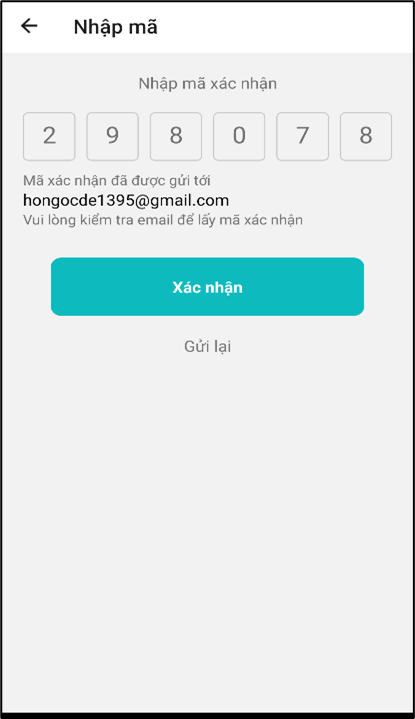 Nhập mã
Nhập mã xác nhận
2 9 8 0 7 8
Mã xác nhận đã được gửi tới
hongocde1395@gmail.com
Vui lòng kiểm tra email để lấy mã xác nhận
Xác nhận
Gửi lại